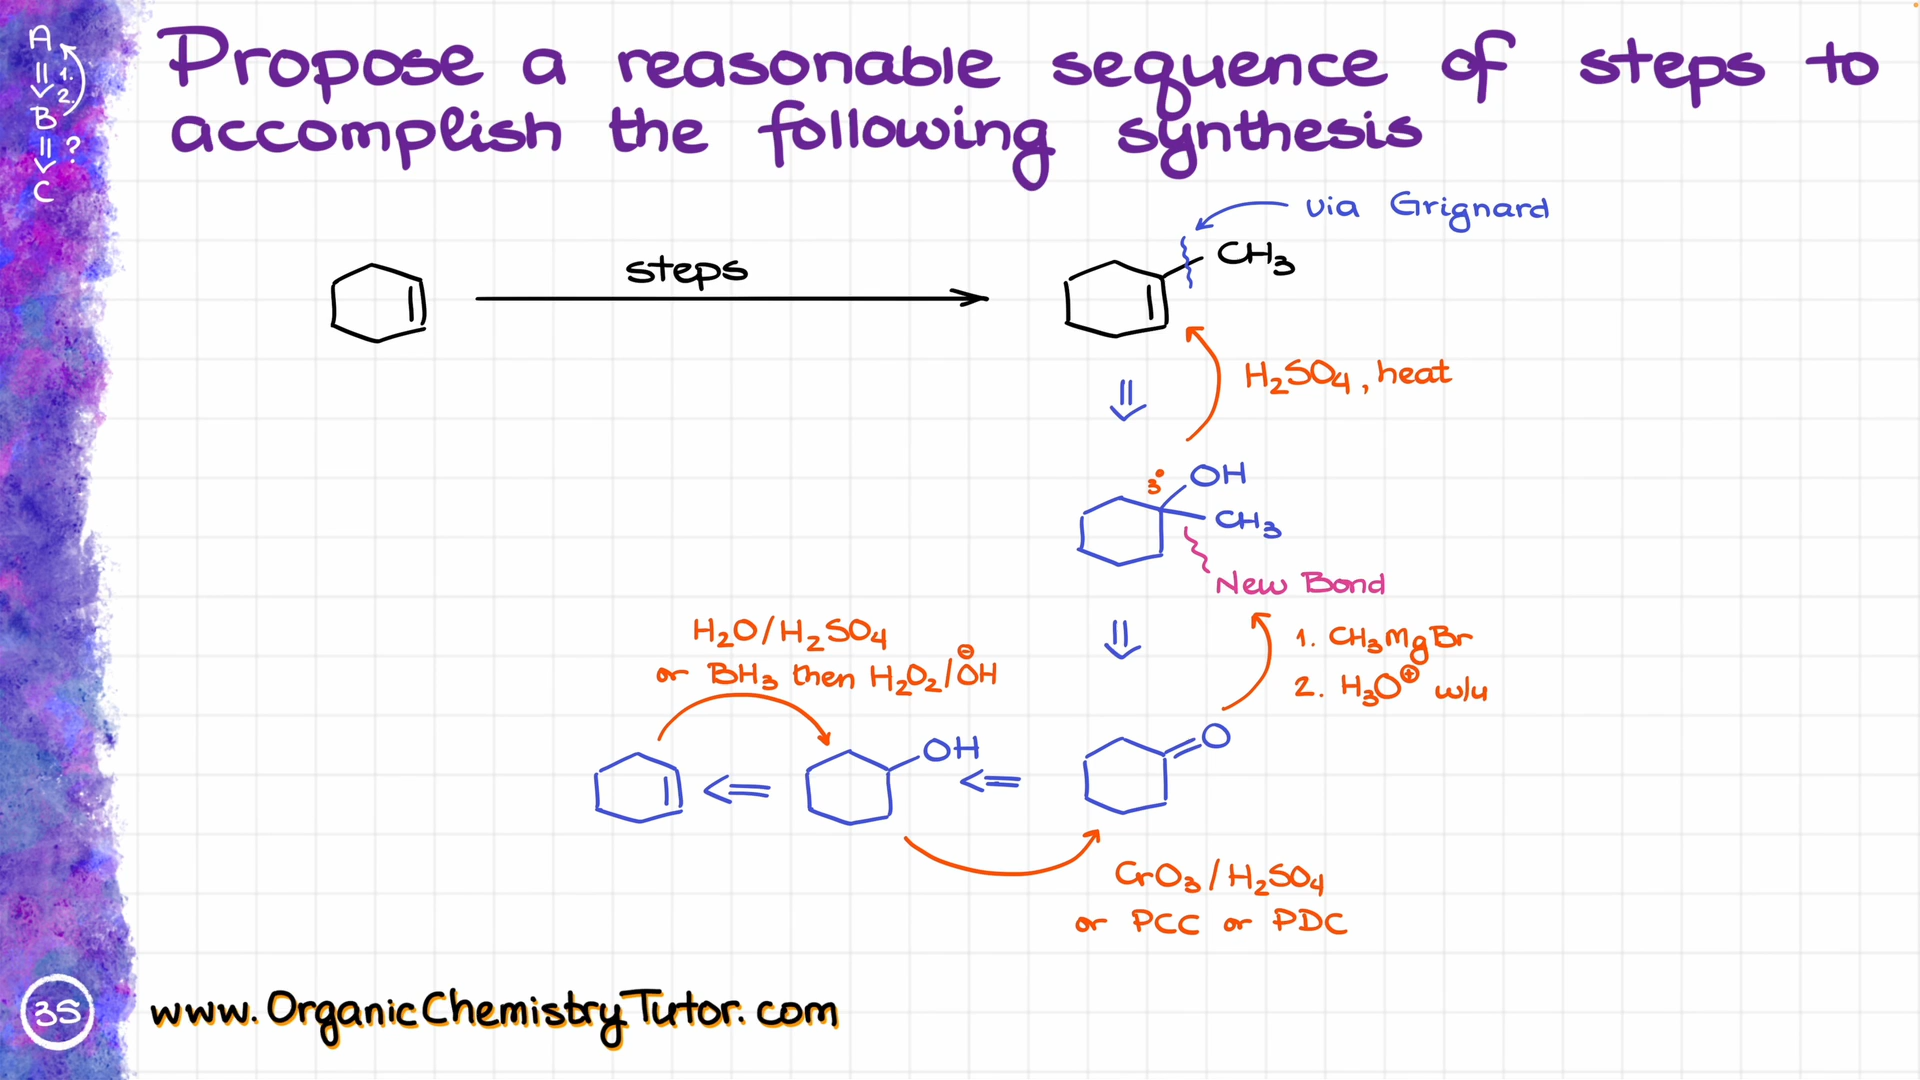 A
1.
2.
B
?
C
Propose a reasonable sequence of steps to
accomplish the following synthesis
via Grignard
steps
CH₃
H₂SO₄, heat
3°
OH
CH₃
New Bond
H₂O/H₂SO₄
or BH₃ then H₂O₂/⊖OH
1. CH₃MgBr
2. H₃O⊕ w/u
OH
O
CrO₃/H₂SO₄
or PCC or PDC
35
www.OrganicChemistryTutor.com